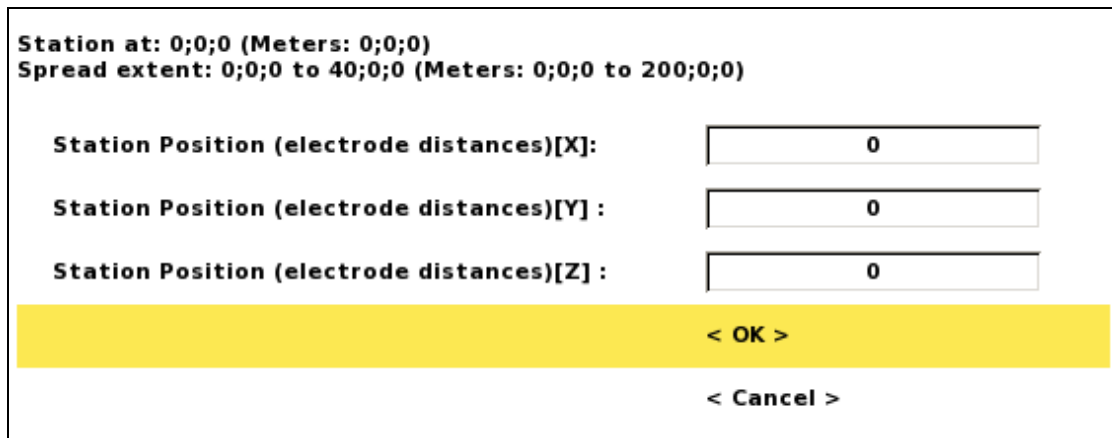 Station at: 0;0;0 (Meters: 0;0;0)
Spread extent: 0;0;0 to 40;0;0 (Meters: 0;0;0 to 200;0;0)
Station Position (electrode distances)[X]: 0
Station Position (electrode distances)[Y] : 0
Station Position (electrode distances)[Z] : 0
< OK >
< Cancel >